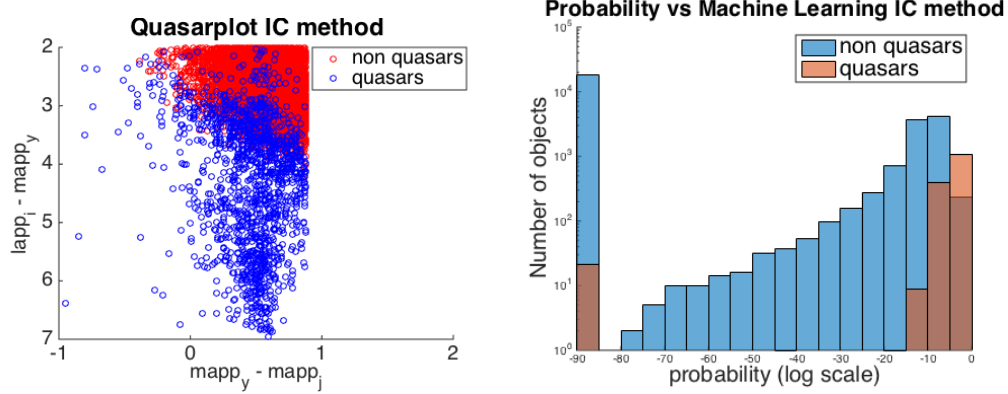 Quasarplot IC method
non quasars
quasars
Iapp_i - mapp_y
2
3
4
5
6
7
-1
0
1
2
mapp_y - mapp_j
Probability vs Machine Learning IC method
non quasars
quasars
Number of objects
10^5
10^4
10^3
10^2
10^1
10^0
-90
-80
-70
-60
-50
-40
-30
-20
-10
0
probability (log scale)